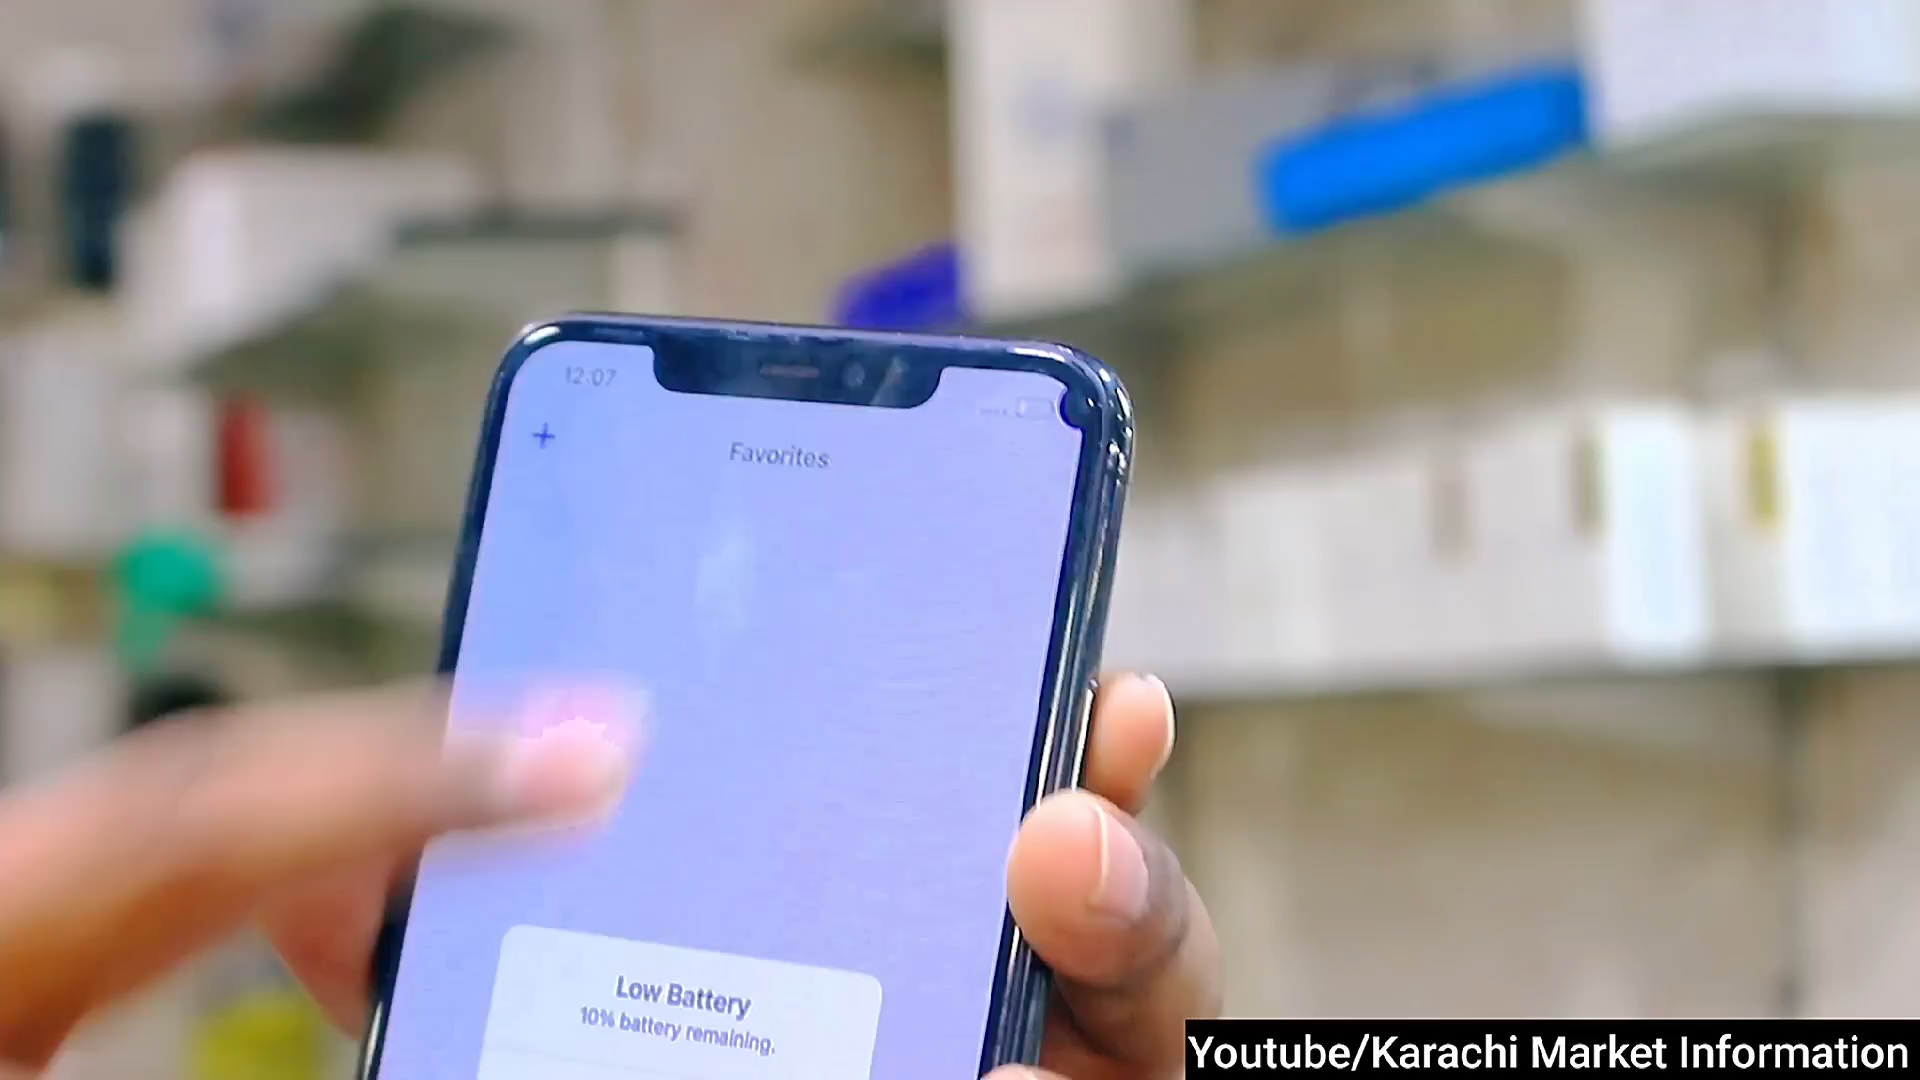 12:07
+
Favorites
Low Battery
10% battery remaining.
Youtube/Karachi Market Information